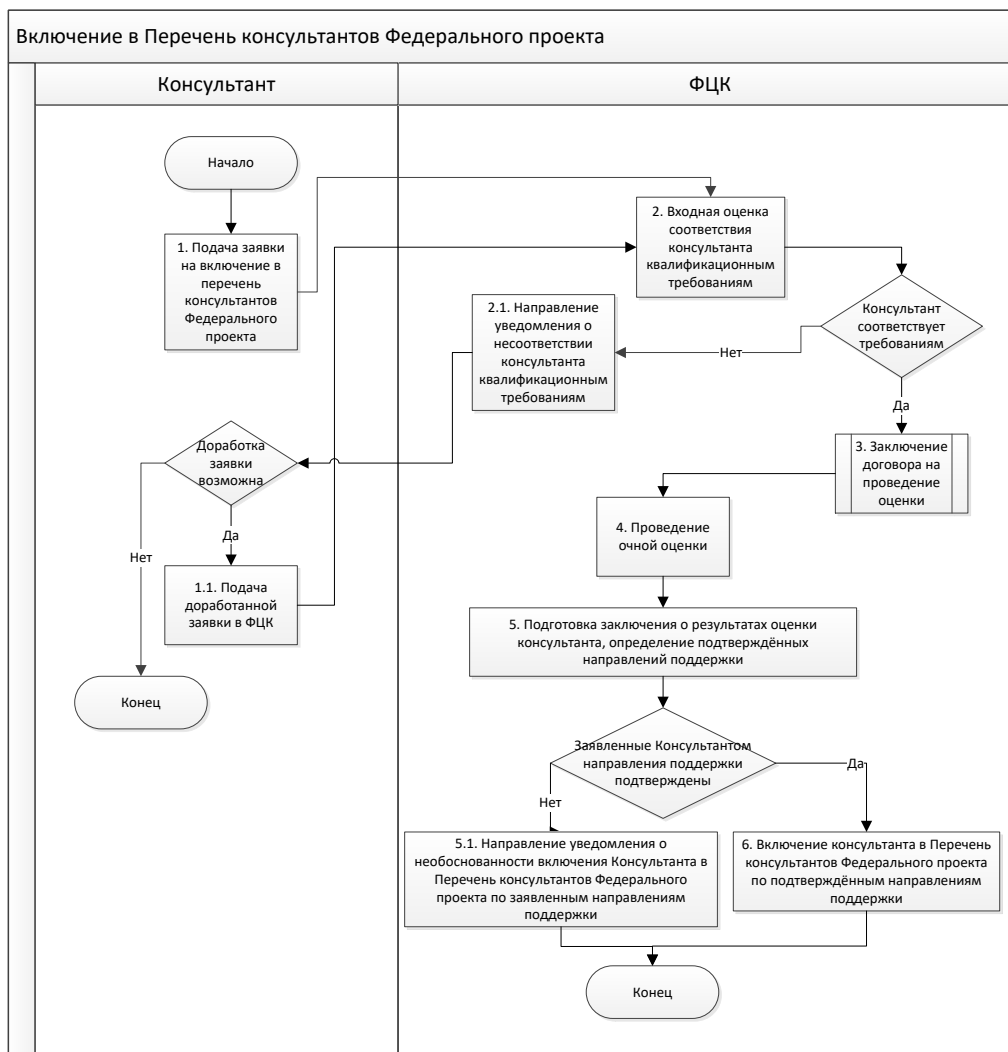 Включение в Перечень консультантов Федерального проекта
Консультант
ФЦК
Начало
1. Подача заявки
на включение в
перечень
консультантов
Федерального
проекта
2. Входная оценка
соответствия
консультанта
квалификационным
требованиям
Консультант
соответствует
требованиям
Нет
2.1. Направление
уведомления о
несоответствии
консультанта
квалификационным
требованиям
Да
Доработка
заявки
возможна
3. Заключение
договора на
проведение
оценки
4. Проведение
очной оценки
Да
Нет
1.1. Подача
доработанной
заявки в ФЦК
5. Подготовка заключения о результатах оценки
консультанта, определение подтверждённых
направлений поддержки
Конец
Заявленные Консультантом
направления поддержки
подтверждены
Да
Нет
5.1. Направление уведомления о
необоснованности включения Консультанта в
Перечень консультантов Федерального
проекта по заявленным направлениям
поддержки
6. Включение консультанта в Перечень
консультантов Федерального проекта
по подтверждённым направлениям
поддержки
Конец